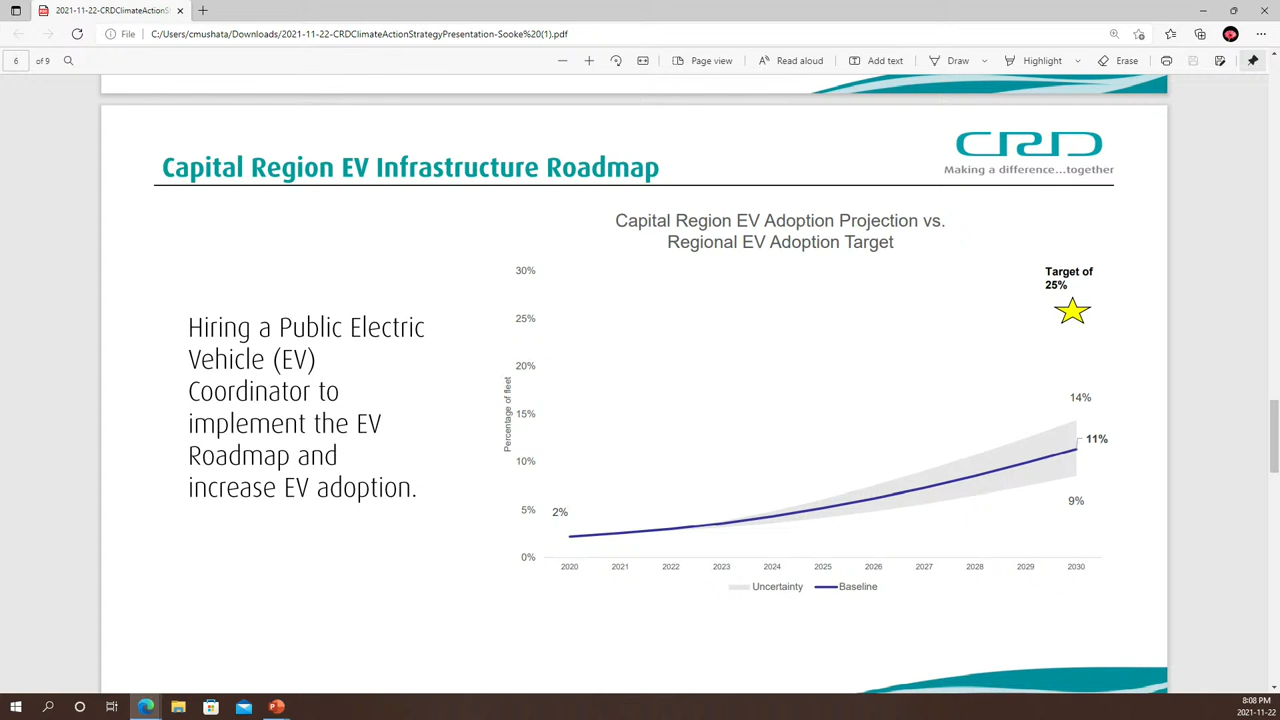 2021-11-22-CRDClimateActionS
File
C:/Users/cmushata/Downloads/2021-11-22-CRDClimateActionStrategyPresentation-Sooke%20(1).pdf
6 of 9
Page view
Read aloud
Add text
Draw
Highlight
Erase
CRD
Making a difference...together
Capital Region EV Infrastructure Roadmap
Hiring a Public Electric
Vehicle (EV)
Coordinator to
implement the EV
Roadmap and
increase EV adoption.
Capital Region EV Adoption Projection vs.
Regional EV Adoption Target
Percentage of fleet
30%
25%
20%
15%
10%
5%
0%
Target of
25%
14%
11%
9%
2%
2020 2021 2022 2023 2024 2025 2026 2027 2028 2029 2030
Uncertainty Baseline
8:08 PM
2021-11-22